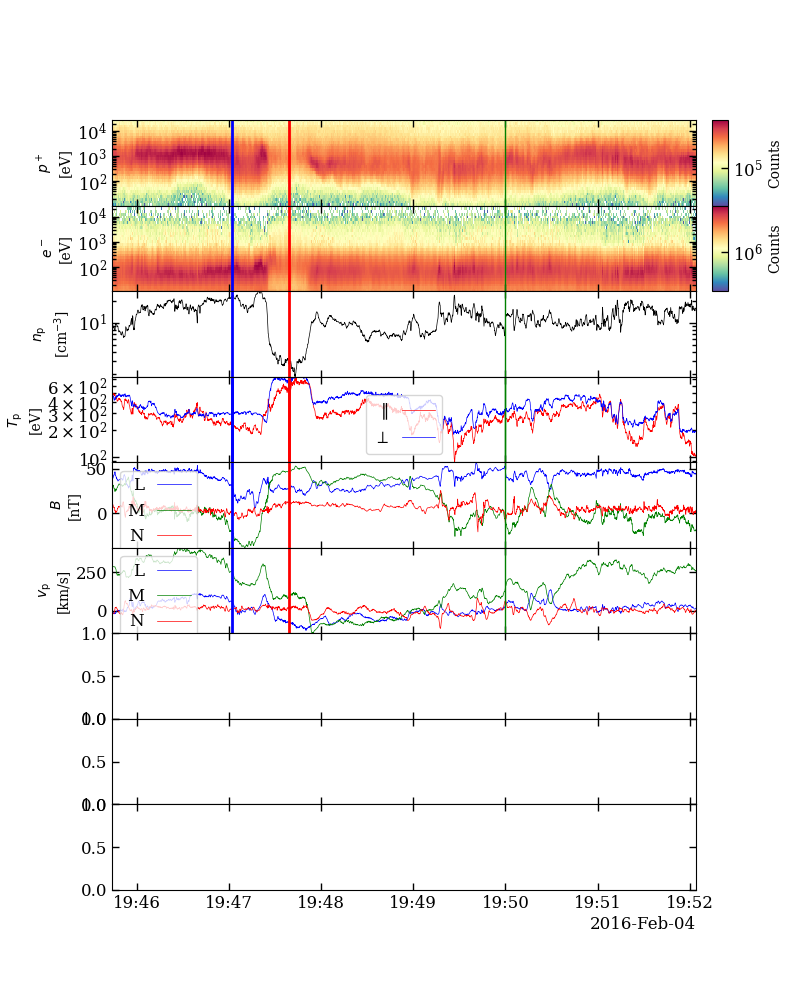 10⁴
10³
10²
p⁺
[eV]
10⁵
Counts
10⁴
10³
10²
e⁻
[eV]
10⁶
Counts
10¹
nₚ
[cm⁻³]
6 × 10²
4 × 10²
3 × 10²
2 × 10²
10²
Tₚ
[eV]
∥
⊥
50
0
B
[nT]
L
M
N
250
0
vₚ
[km/s]
L
M
N
1.0
0.5
0.0
1.0
0.5
0.0
1.0
0.5
0.0
19:46 19:47 19:48 19:49 19:50 19:51 19:52
2016-Feb-04